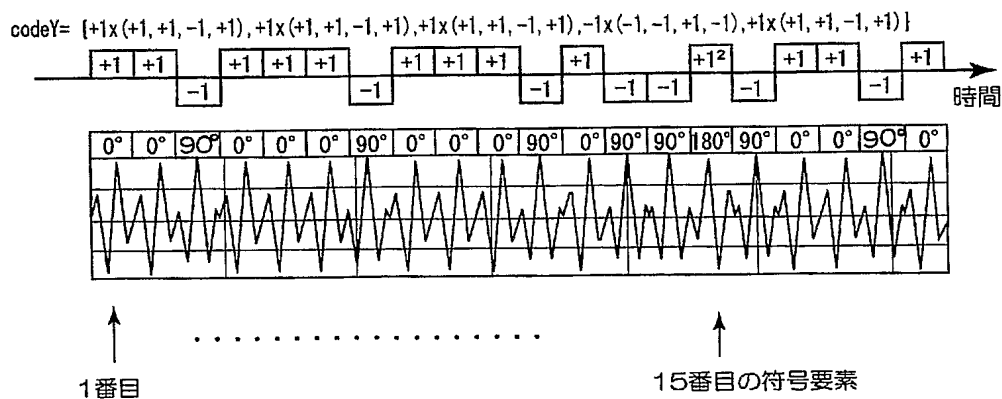 codeY= {+1x(+1, +1, -1, +1),+1x(+1, +1, -1, +1),+1x(+1, +1, -1, +1),-1x(-1, -1, +1, -1),+1x(+1, +1, -1, +1)}
+1 +1 -1 +1 +1 +1 -1 +1 +1 +1 -1 +1 -1 -1 +1² -1 +1 +1 -1 +1
時間
0° 0° 90° 0° 0° 0° 90° 0° 0° 0° 90° 0° 90° 90° 180° 90° 0° 0° 90° 0°
1番目
15番目の符号要素